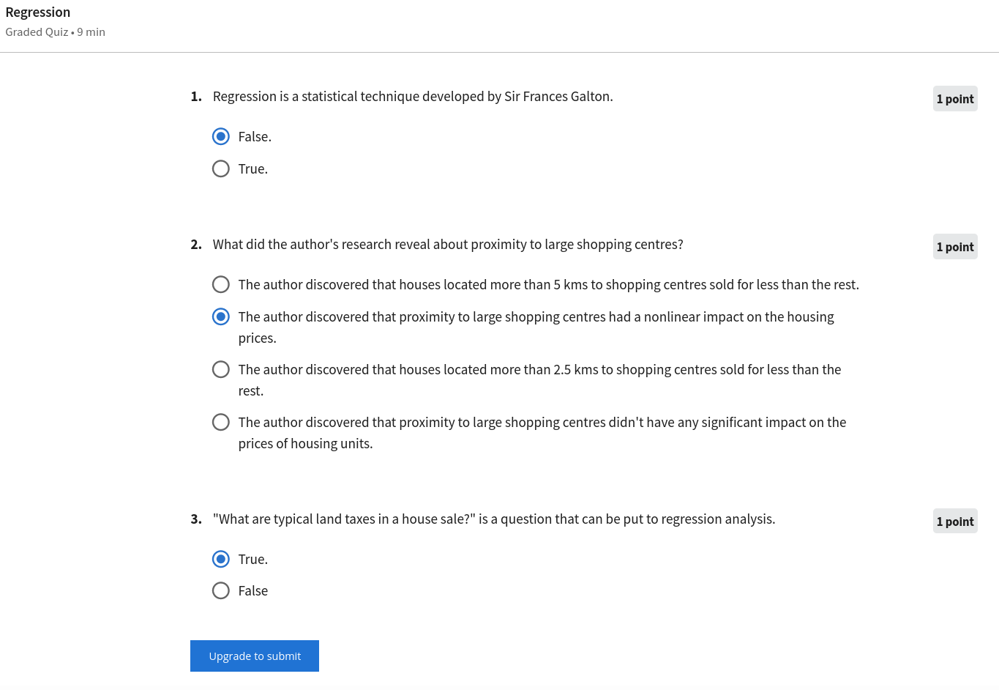 Regression
Graded Quiz • 9 min
1. Regression is a statistical technique developed by Sir Frances Galton.
1 point
False.
True.
2. What did the author's research reveal about proximity to large shopping centres?
1 point
The author discovered that houses located more than 5 kms to shopping centres sold for less than the rest.
The author discovered that proximity to large shopping centres had a nonlinear impact on the housing
prices.
The author discovered that houses located more than 2.5 kms to shopping centres sold for less than the
rest.
The author discovered that proximity to large shopping centres didn't have any significant impact on the
prices of housing units.
3. "What are typical land taxes in a house sale?" is a question that can be put to regression analysis.
1 point
True.
False
Upgrade to submit